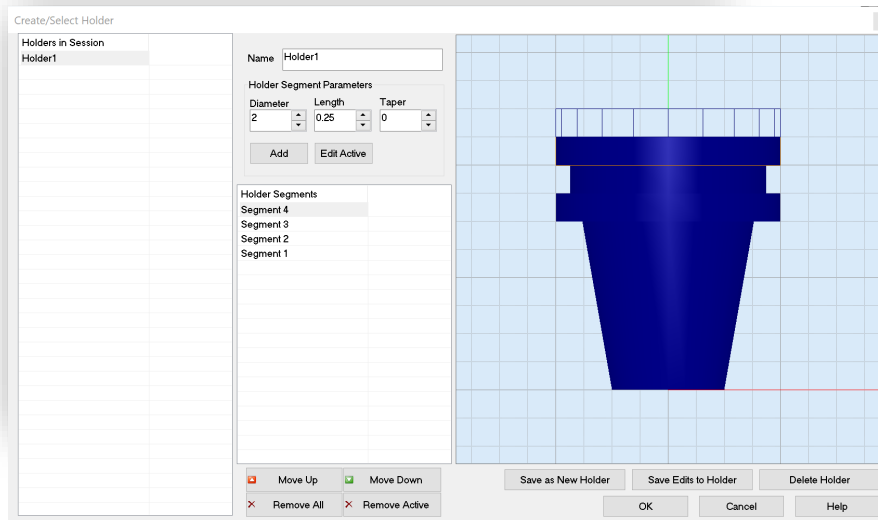 Create/Select Holder
Holders in Session
Holder1
Name Holder1
Holder Segment Parameters
Diameter Length Taper
2 0.25 0
Add Edit Active
Holder Segments
Segment 4
Segment 3
Segment 2
Segment 1
Move Up Move Down
Remove All Remove Active
Save as New Holder Save Edits to Holder Delete Holder
OK Cancel Help